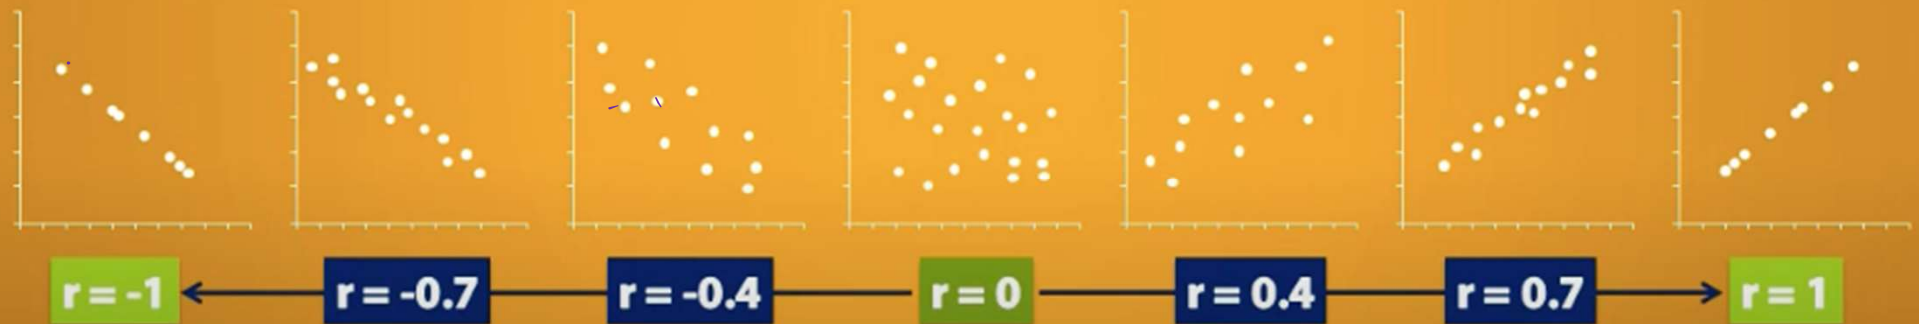 r = -1 r = -0.7 r = -0.4 r = 0 r = 0.4 r = 0.7 r = 1